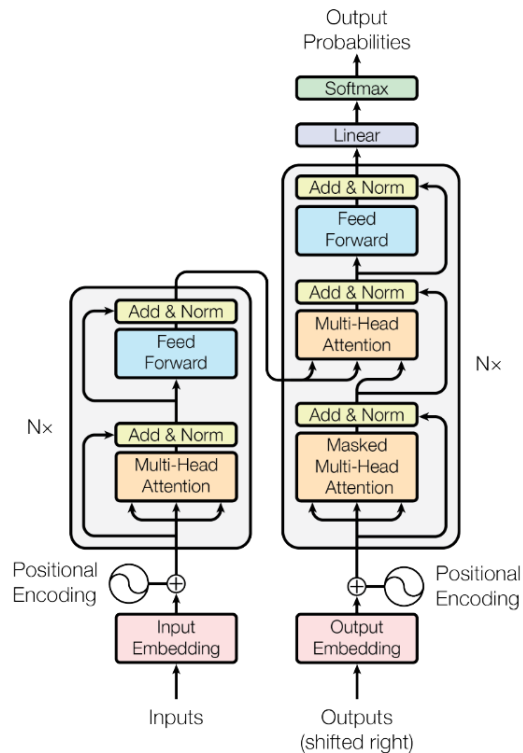 Output
Probabilities
Softmax
Linear
Add & Norm
Feed
Forward
Add & Norm
Multi-Head
Attention
Add & Norm
Masked
Multi-Head
Attention
N×
Add & Norm
Feed
Forward
Add & Norm
Multi-Head
Attention
N×
Positional
Encoding
Positional
Encoding
Input
Embedding
Output
Embedding
Inputs
Outputs
(shifted right)